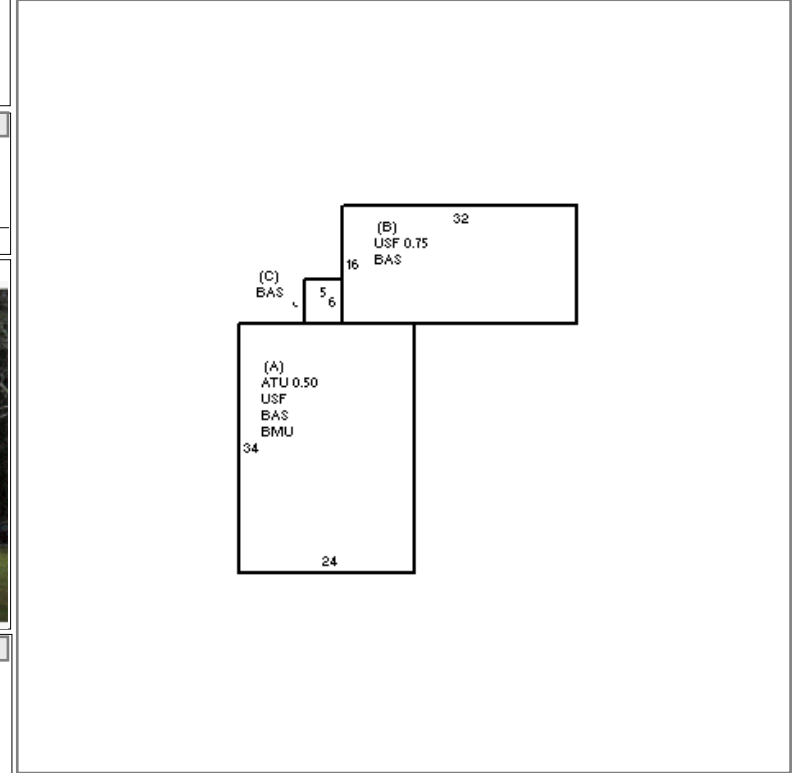 32
(B)
USF 0.75
BAS
16
(C)
BAS
5
6
(A)
ATU 0.50
USF
BAS
BMU
34
24